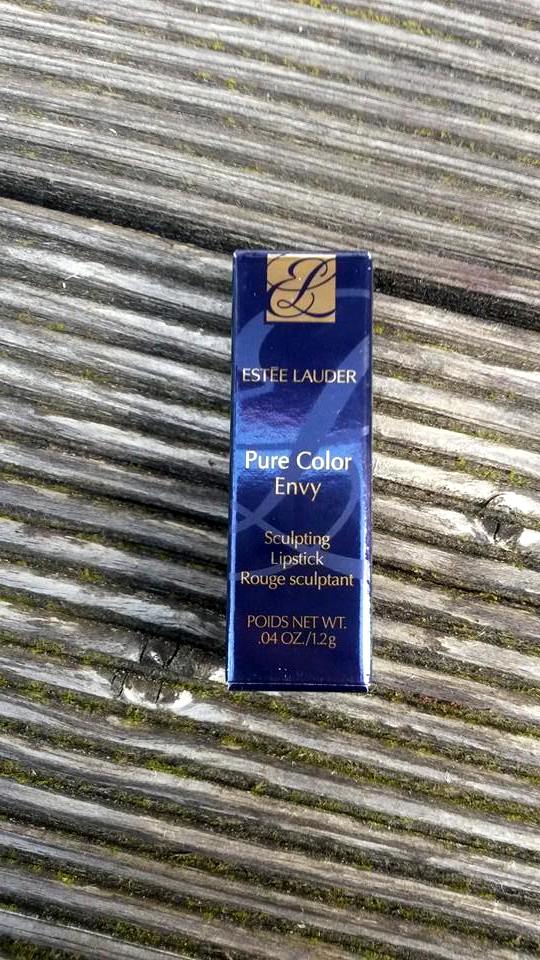 EL
ESTĒE LAUDER
Pure Color
Envy
Sculpting
Lipstick
Rouge sculptant
POIDS NET WT.
.04 OZ./1.2g